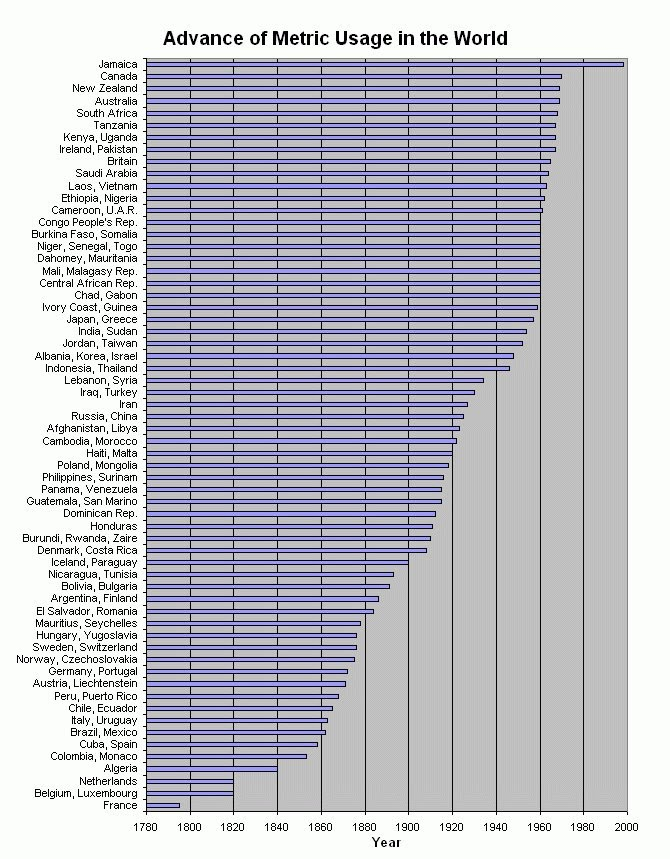 Advance of Metric Usage in the World
Jamaica
Canada
New Zealand
Australia
South Africa
Tanzania
Kenya, Uganda
Ireland, Pakistan
Britain
Saudi Arabia
Laos, Vietnam
Ethiopia, Nigeria
Cameroon, U.A.R.
Congo People's Rep.
Burkina Faso, Somalia
Niger, Senegal, Togo
Dahomey, Mauritania
Mali, Malagasy Rep.
Central African Rep.
Chad, Gabon
Ivory Coast, Guinea
Japan, Greece
India, Sudan
Jordan, Taiwan
Albania, Korea, Israel
Indonesia, Thailand
Lebanon, Syria
Iraq, Turkey
Iran
Russia, China
Afghanistan, Libya
Cambodia, Morocco
Haiti, Malta
Poland, Mongolia
Philippines, Surinam
Panama, Venezuela
Guatemala, San Marino
Dominican Rep.
Honduras
Burundi, Rwanda, Zaire
Denmark, Costa Rica
Iceland, Paraguay
Nicaragua, Tunisia
Bolivia, Bulgaria
Argentina, Finland
El Salvador, Romania
Mauritius, Seychelles
Hungary, Yugoslavia
Sweden, Switzerland
Norway, Czechoslovakia
Germany, Portugal
Austria, Liechtenstein
Peru, Puerto Rico
Chile, Ecuador
Italy, Uruguay
Brazil, Mexico
Cuba, Spain
Colombia, Monaco
Algeria
Netherlands
Belgium, Luxembourg
France
1780 1800 1820 1840 1860 1880 1900 1920 1940 1960 1980 2000
Year